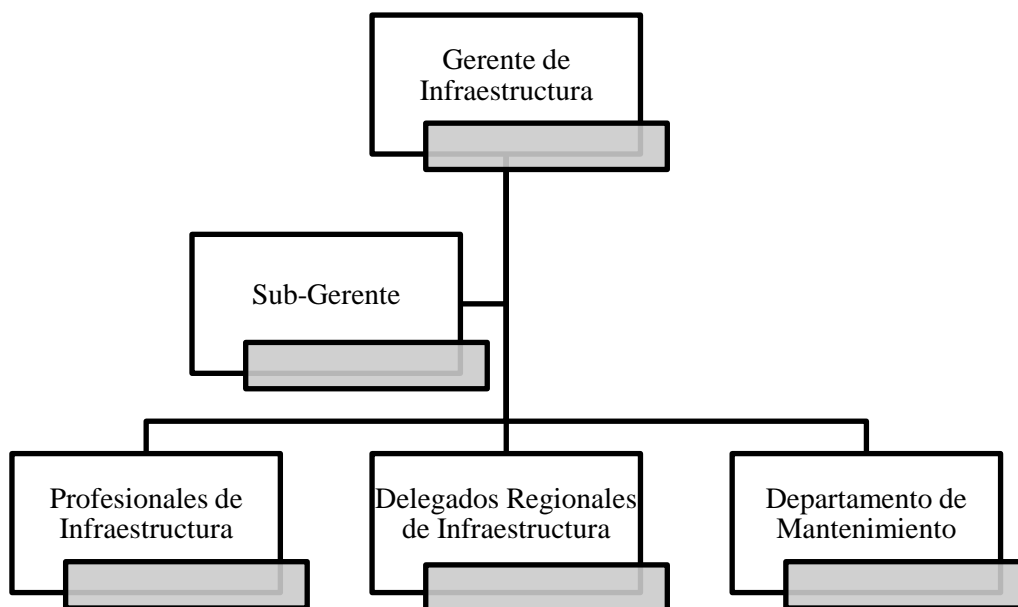 Gerente de
Infraestructura
Sub-Gerente
Profesionales de
Infraestructura
Delegados Regionales
de Infraestructura
Departamento de
Mantenimiento